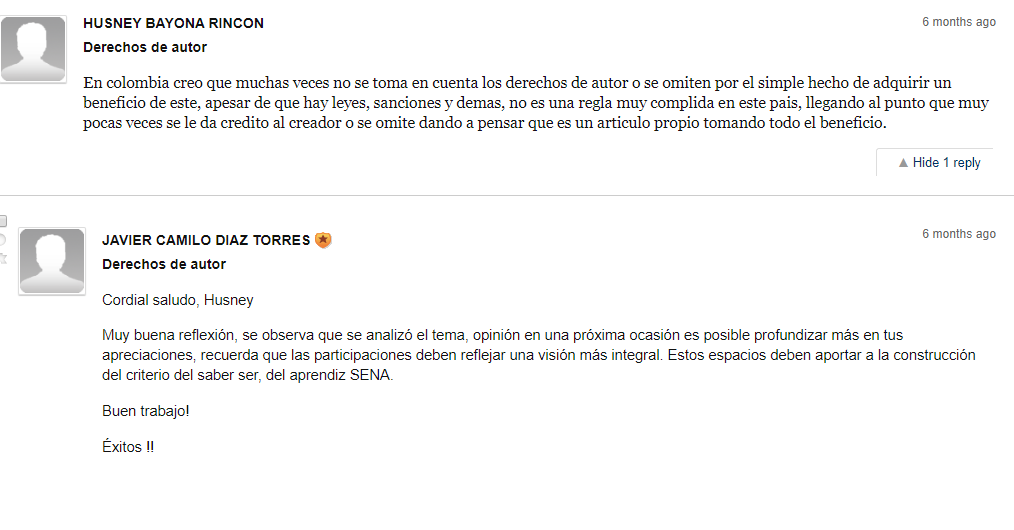 HUSNEY BAYONA RINCON
6 months ago
Derechos de autor
En colombia creo que muchas veces no se toma en cuenta los derechos de autor o se omiten por el simple hecho de adquirir un
beneficio de este, apesar de que hay leyes, sanciones y demas, no es una regla muy complida en este pais, llegando al punto que muy
pocas veces se le da credito al creador o se omite dando a pensar que es un articulo propio tomando todo el beneficio.
Hide 1 reply
JAVIER CAMILO DIAZ TORRES
6 months ago
Derechos de autor
Cordial saludo, Husney
Muy buena reflexión, se observa que se analizó el tema, opinión en una próxima ocasión es posible profundizar más en tus
apreciaciones, recuerda que las participaciones deben reflejar una visión más integral. Estos espacios deben aportar a la construcción
del criterio del saber ser, del aprendiz SENA.
Buen trabajo!
Éxitos !!